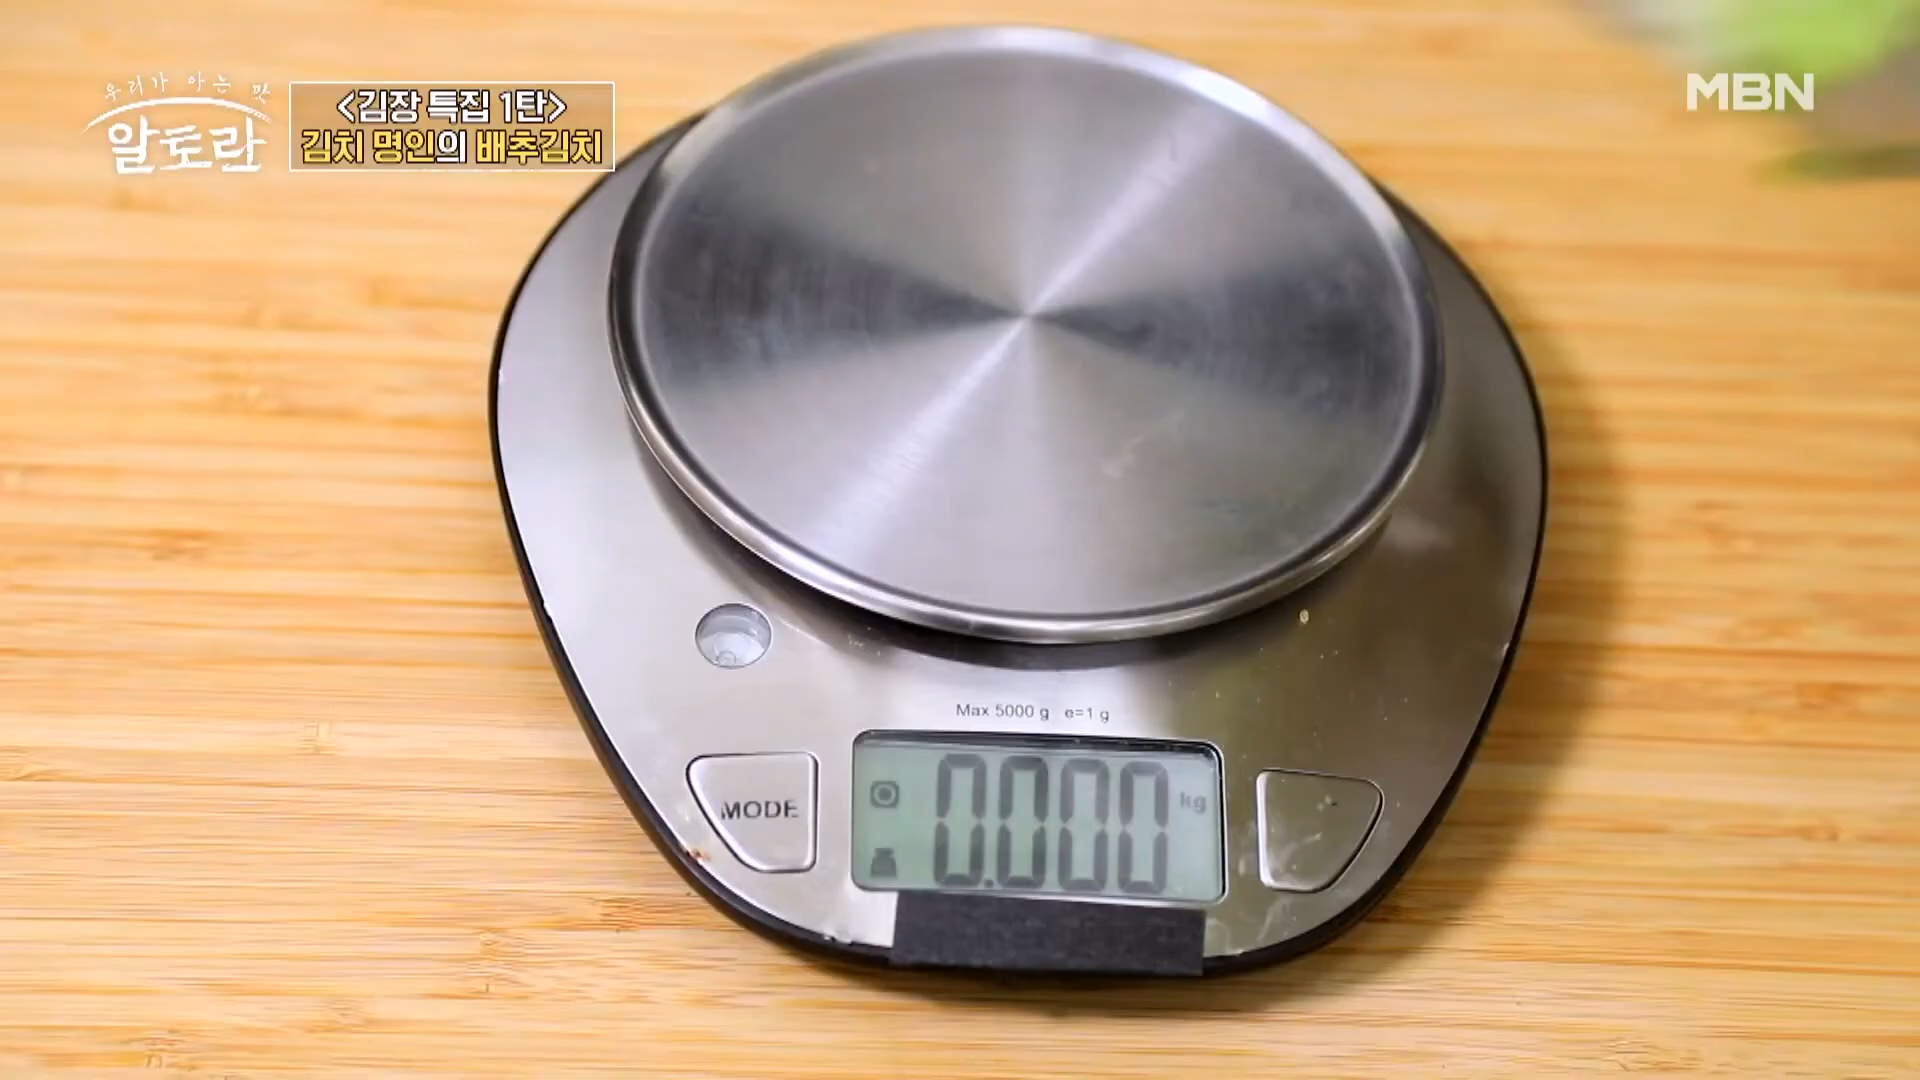 우리가 아는 맛
알토란
<김장 특집 1탄>
김치 명인의 배추김치
MBN
Max 5000 g e=1 g
MODE
0.000 kg